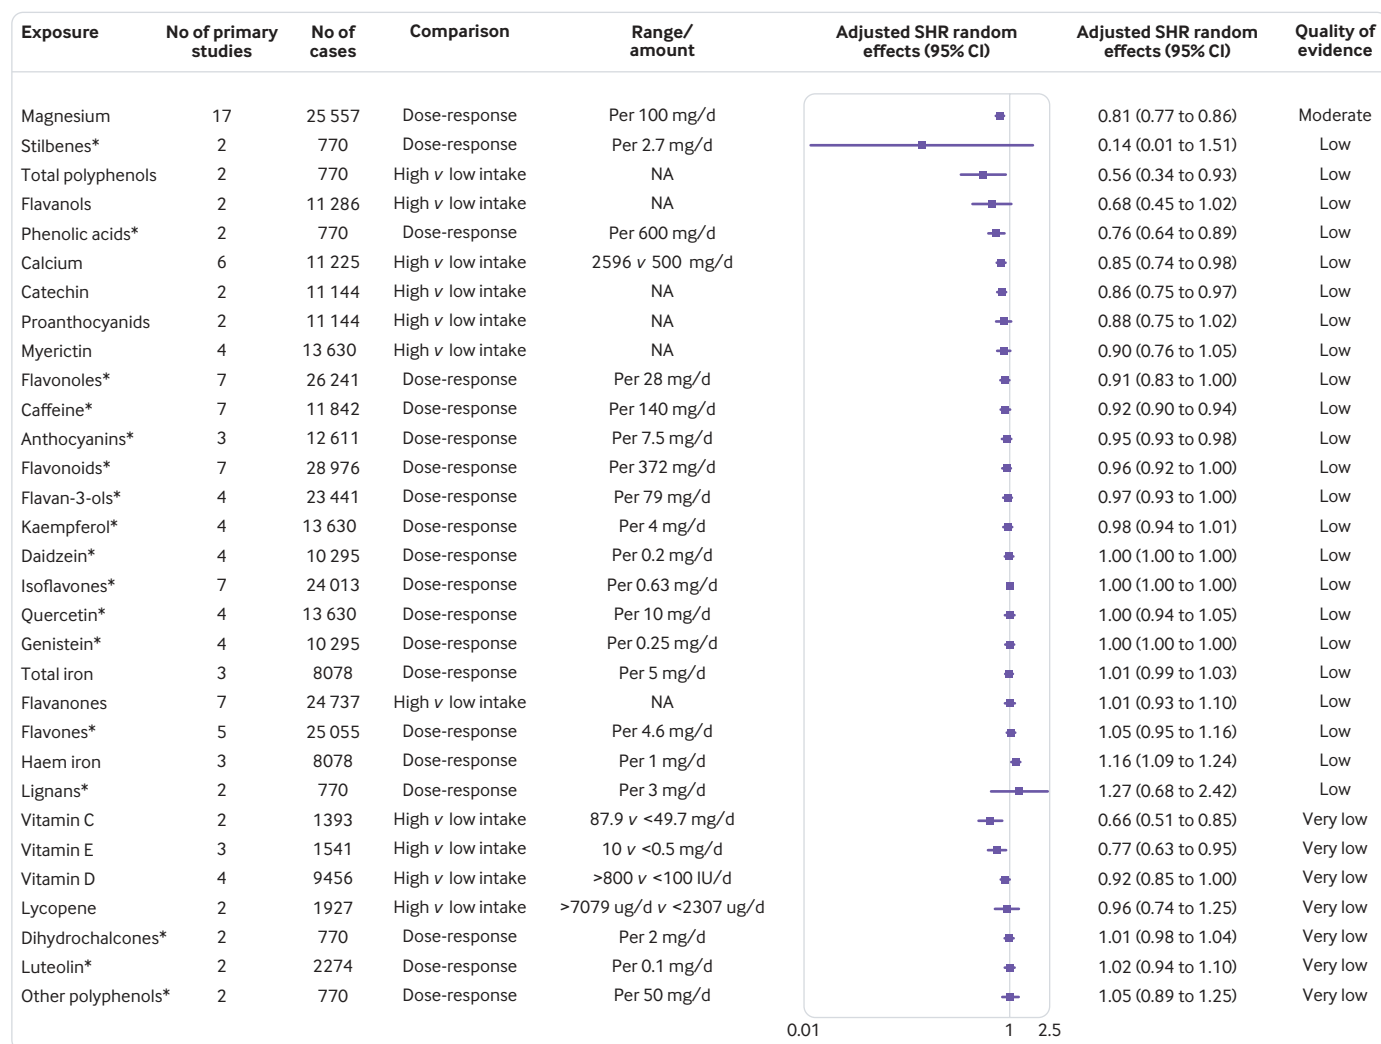 Exposure No of primary studies No of cases Comparison Range/ amount Adjusted SHR random effects (95% CI) Adjusted SHR random effects (95% CI) Quality of evidence
Magnesium 17 25 557 Dose-response Per 100 mg/d 0.81 (0.77 to 0.86) Moderate
Stilbenes* 2 770 Dose-response Per 2.7 mg/d 0.14 (0.01 to 1.51) Low
Total polyphenols 2 770 High v low intake NA 0.56 (0.34 to 0.93) Low
Flavanols 2 11 286 High v low intake NA 0.68 (0.45 to 1.02) Low
Phenolic acids* 2 770 Dose-response Per 600 mg/d 0.76 (0.64 to 0.89) Low
Calcium 6 11 225 High v low intake 2596 v 500 mg/d 0.85 (0.74 to 0.98) Low
Catechin 2 11 144 High v low intake NA 0.86 (0.75 to 0.97) Low
Proanthocyanids 2 11 144 High v low intake NA 0.88 (0.75 to 1.02) Low
Myerictin 4 13 630 High v low intake NA 0.90 (0.76 to 1.05) Low
Flavonoles* 7 26 241 Dose-response Per 28 mg/d 0.91 (0.83 to 1.00) Low
Caffeine* 7 11 842 Dose-response Per 140 mg/d 0.92 (0.90 to 0.94) Low
Anthocyanins* 3 12 611 Dose-response Per 7.5 mg/d 0.95 (0.93 to 0.98) Low
Flavonoids* 7 28 976 Dose-response Per 372 mg/d 0.96 (0.92 to 1.00) Low
Flavan-3-ols* 4 23 441 Dose-response Per 79 mg/d 0.97 (0.93 to 1.00) Low
Kaempferol* 4 13 630 Dose-response Per 4 mg/d 0.98 (0.94 to 1.01) Low
Daidzein* 4 10 295 Dose-response Per 0.2 mg/d 1.00 (1.00 to 1.00) Low
Isoflavones* 7 24 013 Dose-response Per 0.63 mg/d 1.00 (1.00 to 1.00) Low
Quercetin* 4 13 630 Dose-response Per 10 mg/d 1.00 (0.94 to 1.05) Low
Genistein* 4 10 295 Dose-response Per 0.25 mg/d 1.00 (1.00 to 1.00) Low
Total iron 3 8078 Dose-response Per 5 mg/d 1.01 (0.99 to 1.03) Low
Flavanones 7 24 737 High v low intake NA 1.01 (0.93 to 1.10) Low
Flavones* 5 25 055 Dose-response Per 4.6 mg/d 1.05 (0.95 to 1.16) Low
Haem iron 3 8078 Dose-response Per 1 mg/d 1.16 (1.09 to 1.24) Low
Lignans* 2 770 Dose-response Per 3 mg/d 1.27 (0.68 to 2.42) Low
Vitamin C 2 1393 High v low intake 87.9 v <49.7 mg/d 0.66 (0.51 to 0.85) Very low
Vitamin E 3 1541 High v low intake 10 v <0.5 mg/d 0.77 (0.63 to 0.95) Very low
Vitamin D 4 9456 High v low intake >800 v <100 IU/d 0.92 (0.85 to 1.00) Very low
Lycopene 2 1927 High v low intake >7079 ug/d v <2307 ug/d 0.96 (0.74 to 1.25) Very low
Dihydrochalcones* 2 770 Dose-response Per 2 mg/d 1.01 (0.98 to 1.04) Very low
Luteolin* 2 2274 Dose-response Per 0.1 mg/d 1.02 (0.94 to 1.10) Very low
Other polyphenols* 2 770 Dose-response Per 50 mg/d 1.05 (0.89 to 1.25) Very low
0.01 1 2.5